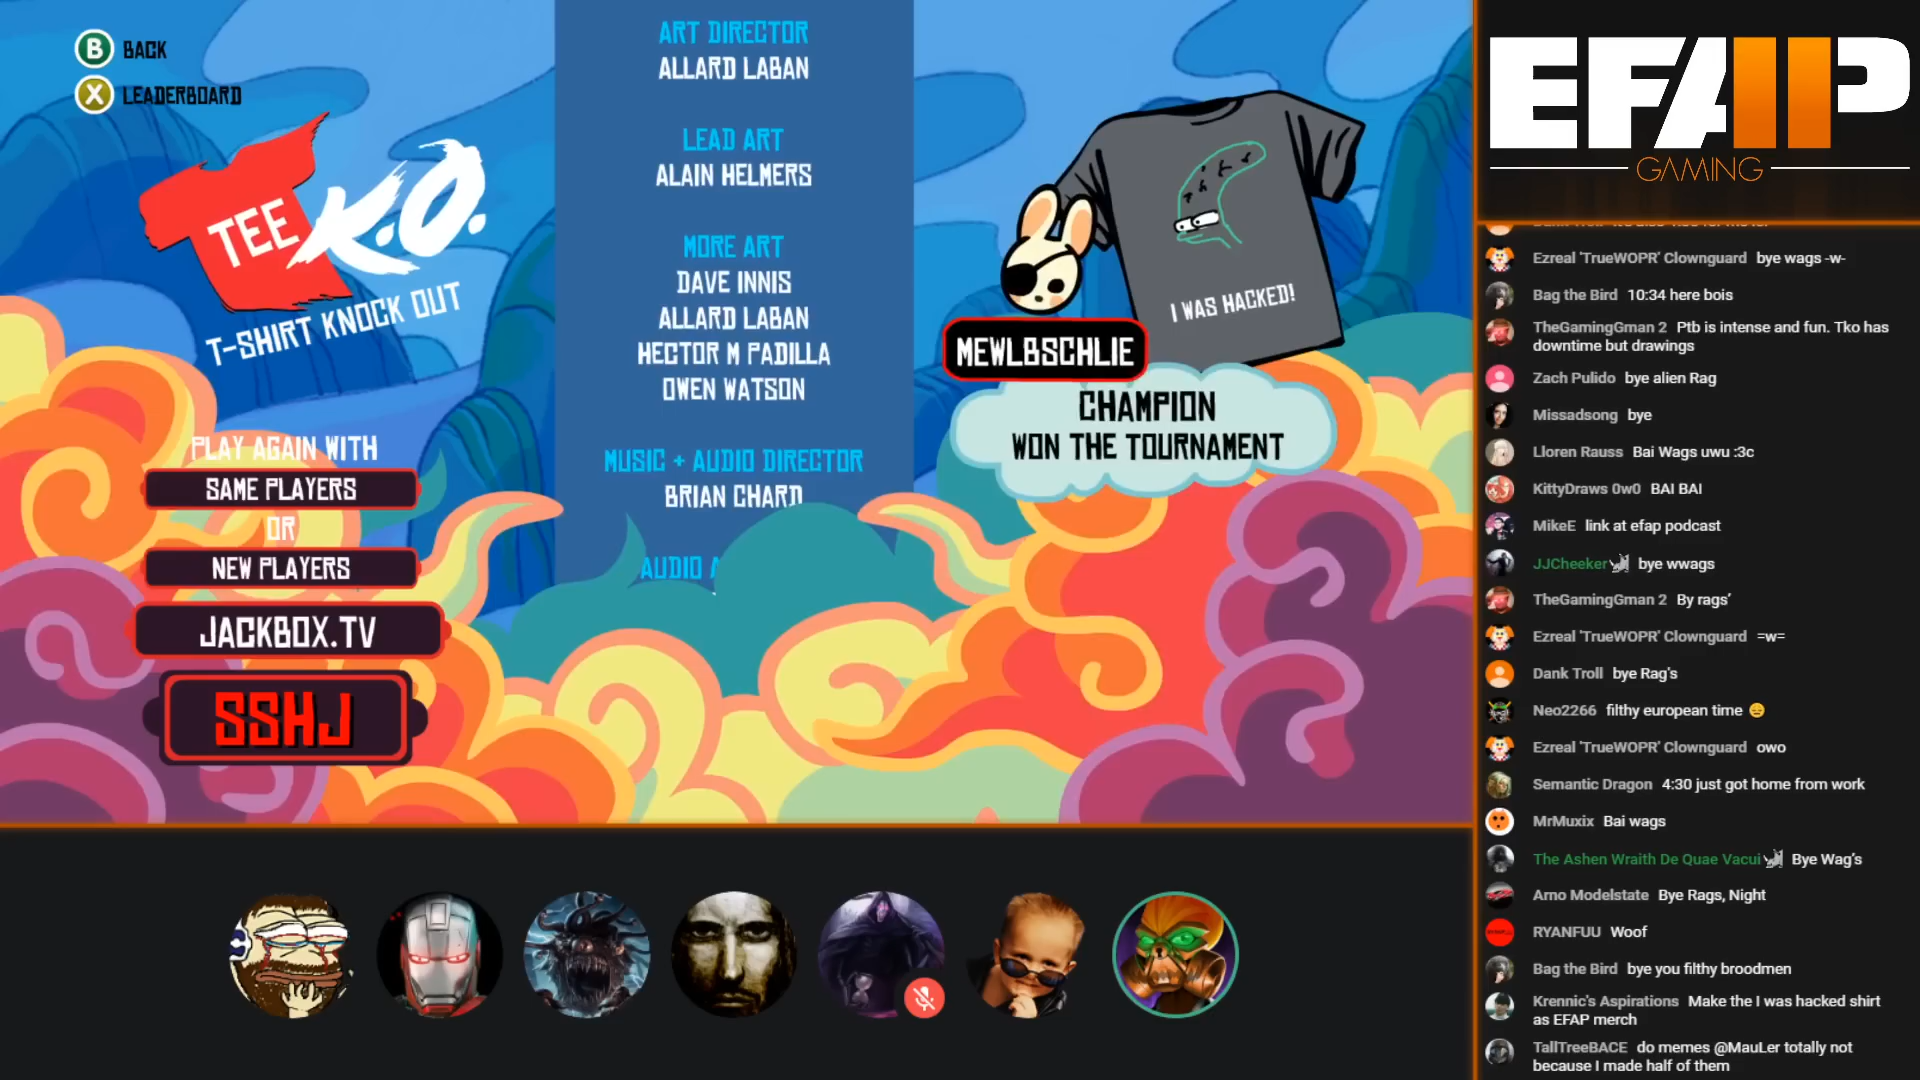 B BACK
X LEADERBOARD
TEE K.O.
T-SHIRT KNOCK OUT
PLAY AGAIN WITH
SAME PLAYERS
OR
NEW PLAYERS
JACKBOX.TV
SSHJ
ART DIRECTOR
ALLARD LABAN
LEAD ART
ALAIN HELMERS
MORE ART
DAVE INNIS
ALLARD LABAN
HECTOR M PADILLA
OWEN WATSON
MUSIC + AUDIO DIRECTOR
BRIAN CHARD
AUDIO
I WAS HACKED!
MEWLBSCHLIE
CHAMPION
WON THE TOURNAMENT
EFAP
GAMING
Ezreal 'TrueWOPR' Clownguard bye wags -w-
Bag the Bird 10:34 here bois
TheGamingGman 2 Ptb is intense and fun. Tko has
downtime but drawings
Zach Pulido bye alien Rag
Missadsong bye
Lloren Rauss Bai Wags uwu :3c
KittyDraws 0w0 BAI BAI
MikeE link at efap podcast
JJCheeker bye wwags
TheGamingGman 2 By rags’
Ezreal 'TrueWOPR' Clownguard =w=
Dank Troll bye Rag's
Neo2266 filthy european time 😞
Ezreal 'TrueWOPR' Clownguard owo
Semantic Dragon 4:30 just got home from work
MrMuxix Bai wags
The Ashen Wraith De Quae Vacui Bye Wag’s
Arno Modelstate Bye Rags, Night
RYANFUU Woof
Bag the Bird bye you filthy broodmen
Krennic's Aspirations Make the I was hacked shirt
as EFAP merch
TallTreeBACE do memes @MauLer totally not
because I made half of them